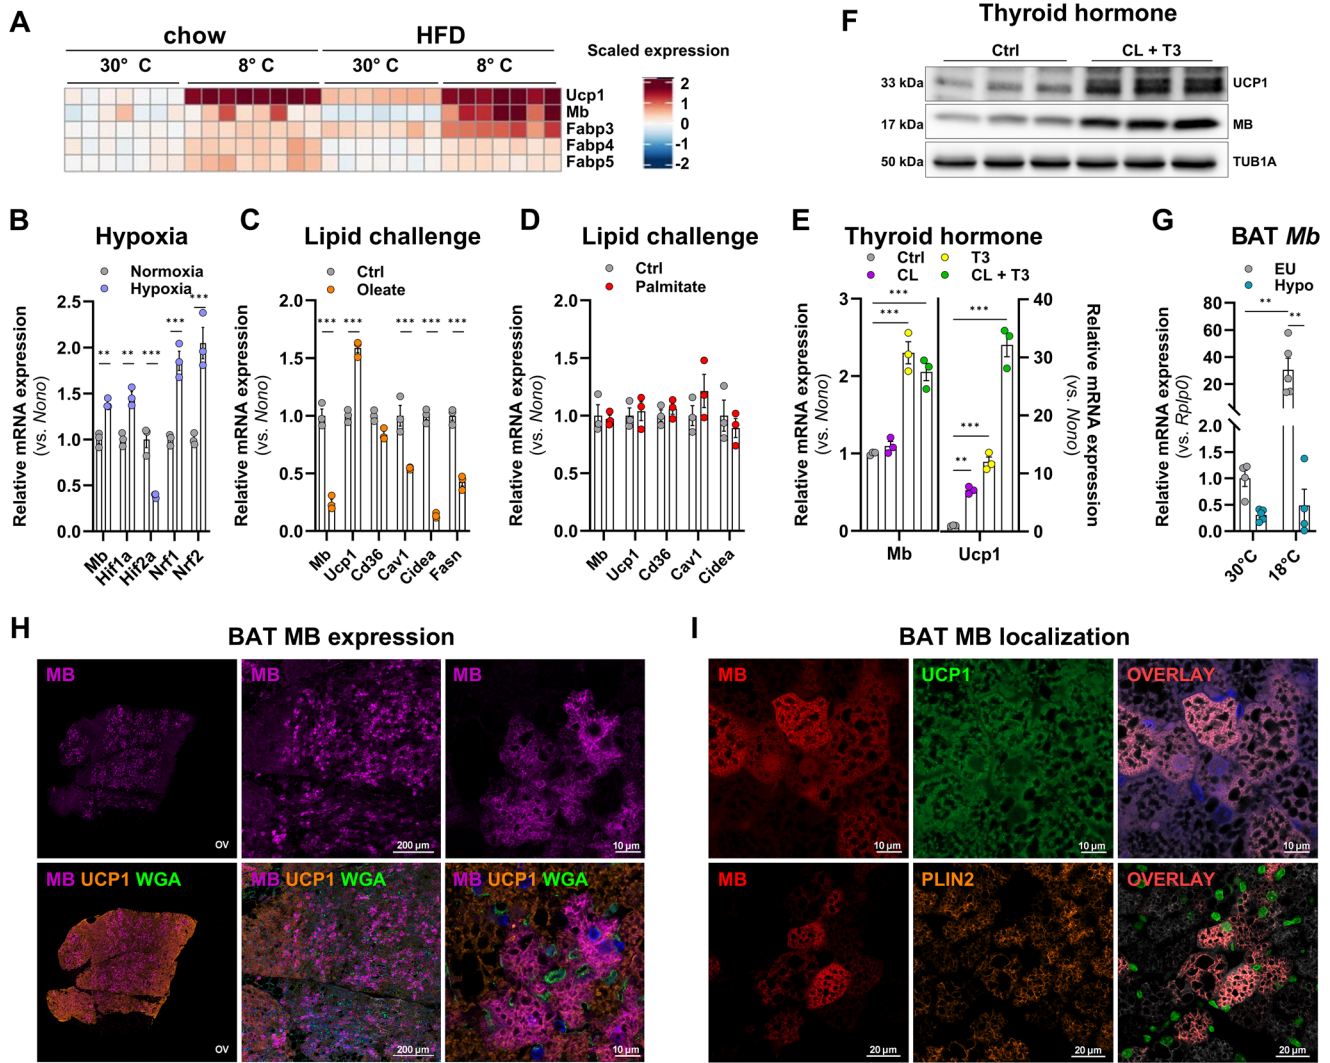 A
chow
HFD
30° C
8° C
30° C
8° C
Scaled expression
Ucp1
Mb
Fabp3
Fabp4
Fabp5
2
1
0
-1
-2
F
Thyroid hormone
Ctrl
CL + T3
33 kDa
UCP1
17 kDa
MB
50 kDa
TUB1A
B
Hypoxia
Normoxia
Hypoxia
Relative mRNA expression
(vs. Nono)
2.5
2.0
1.5
1.0
0.5
0.0
**
**
***
***
***
Mb
Hif1a
Hif2a
Nrf1
Nrf2
C
Lipid challenge
Ctrl
Oleate
Relative mRNA expression
(vs. Nono)
2.0
1.5
1.0
0.5
0.0
***
***
***
***
***
Mb
Ucp1
Cd36
Cav1
Cidea
Fasn
D
Lipid challenge
Ctrl
Palmitate
Relative mRNA expression
(vs. Nono)
2.0
1.5
1.0
0.5
0.0
Mb
Ucp1
Cd36
Cav1
Cidea
E
Thyroid hormone
Ctrl
T3
CL
CL + T3
Relative mRNA expression
(vs. Nono)
3
2
1
0
***
***
***
***
**
40
30
20
10
0
Relative mRNA expression
(vs. Nono)
Mb
Ucp1
G
BAT Mb
EU
Hypo
Relative mRNA expression
(vs. Rplp0)
80
60
40
20
2.0
1.5
1.0
0.5
0.0
**
**
30°C
18°C
H
BAT MB expression
MB
OV
MB
200 µm
MB
10 µm
MB UCP1 WGA
OV
MB UCP1 WGA
200 µm
MB UCP1 WGA
10 µm
I
BAT MB localization
MB
10 µm
UCP1
10 µm
OVERLAY
10 µm
MB
20 µm
PLIN2
20 µm
OVERLAY
20 µm